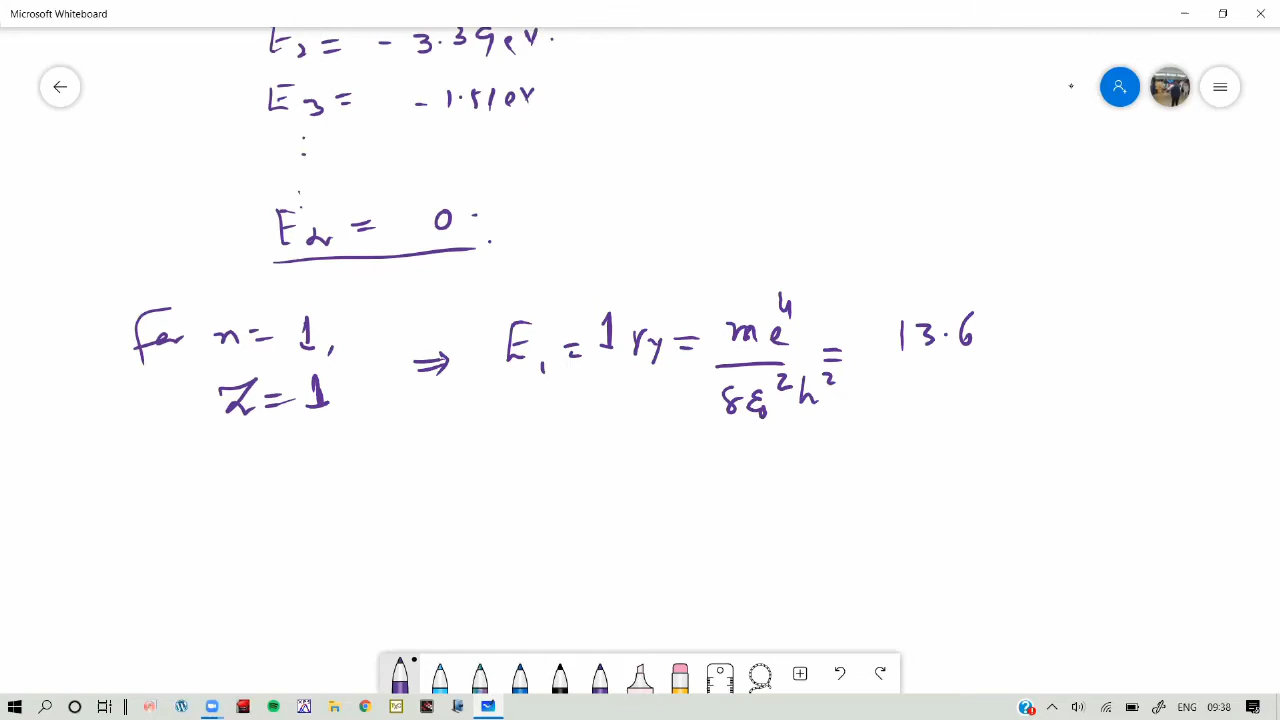 Microsoft Whiteboard
E₂ = - 3.39 eV.
E₃ = - 1.51 eV
E∝ = 0
For n = 1,
Z = 1
⇒ E₁ = 1 ry = me⁴ / 8ε₀²h² = 13.6
ENG 09:38